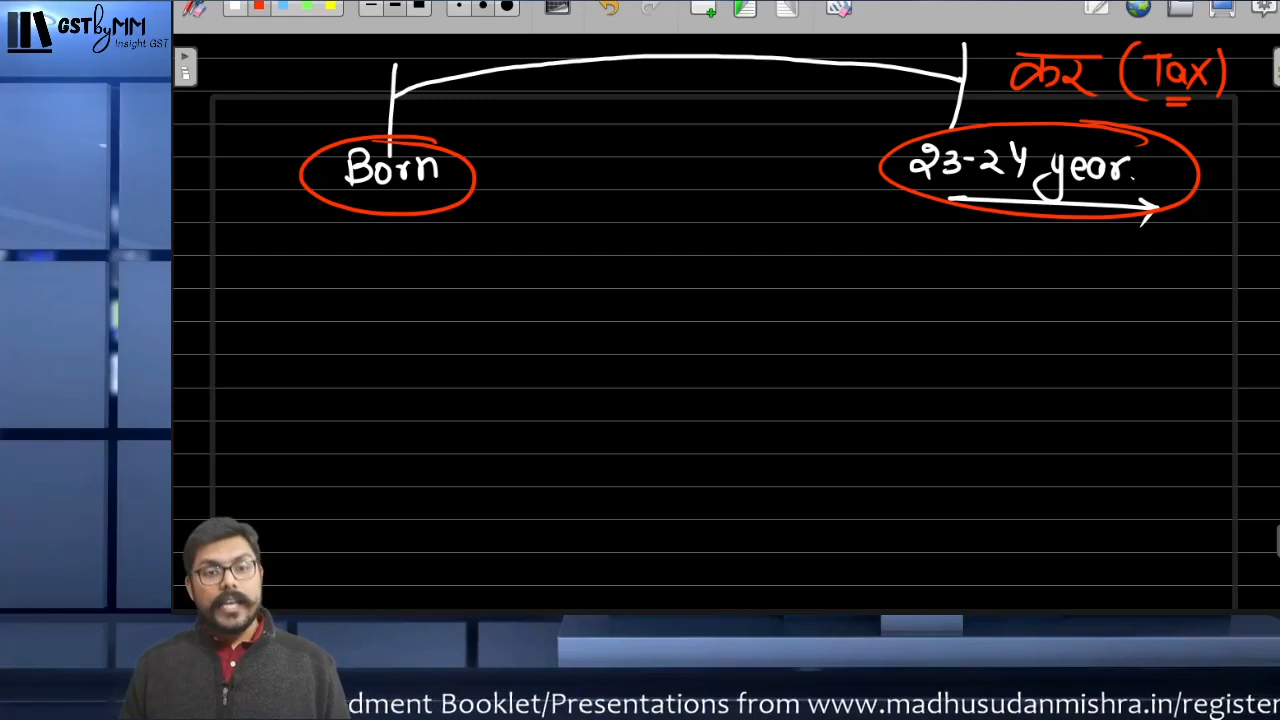 GSTbyMM
Insight GST
कर (Tax)
Born
23-24 year.
dment Booklet/Presentations from www.madhusudanmishra.in/register